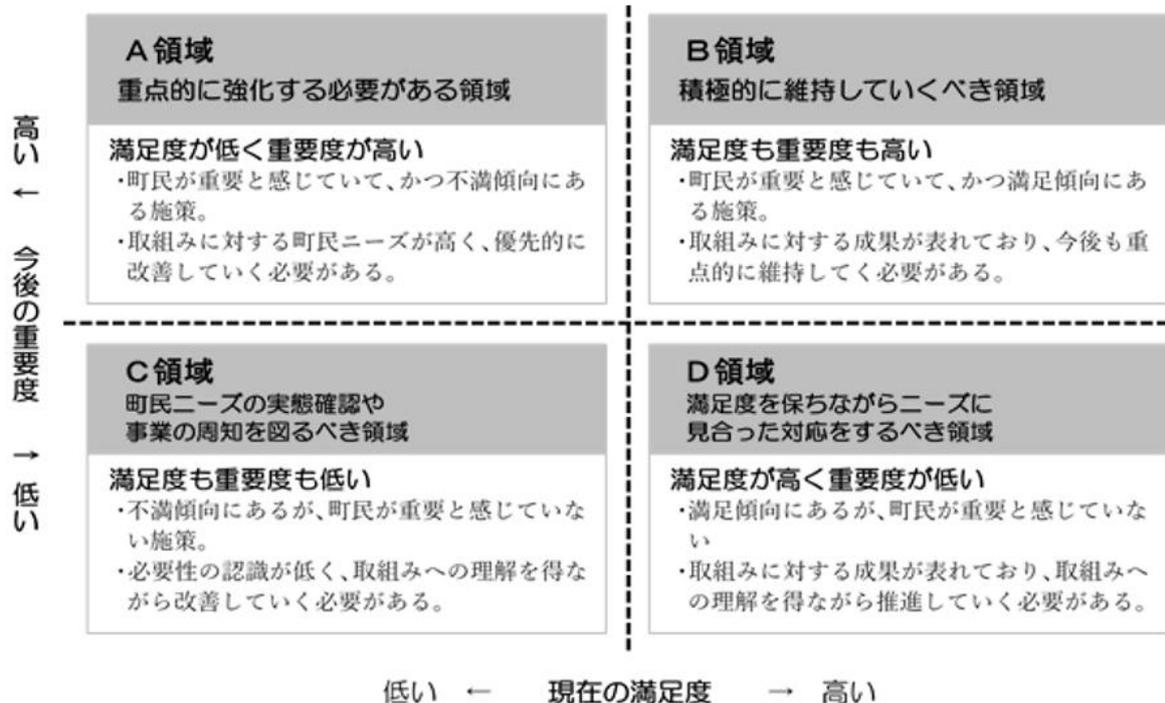 A領域
重点的に強化する必要がある領域
満足度が低く重要度が高い
・町民が重要と感じていて、かつ不満傾向にあ
る施策。
・取組みに対する町民ニーズが高く、優先的に
改善していく必要がある。
B領域
積極的に維持していくべき領域
満足度も重要度も高い
・町民が重要と感じていて、かつ満足傾向にあ
る施策。
・取組みに対する成果が表れており、今後も重
点的に維持してく必要がある。
高い ← 今後の重要度 → 低い
C領域
町民ニーズの実態確認や
事業の周知を図るべき領域
満足度も重要度も低い
・不満傾向にあるが、町民が重要と感じていな
い施策。
・必要性の認識が低く、取組みへの理解を得な
がら改善していく必要がある。
D領域
満足度を保ちながらニーズに
見合った対応をするべき領域
満足度が高く重要度が低い
・満足傾向にあるが、町民が重要と感じていな
い
・取組みに対する成果が表れており、取組みへ
の理解を得ながら推進していく必要がある。
低い ← 現在の満足度 → 高い